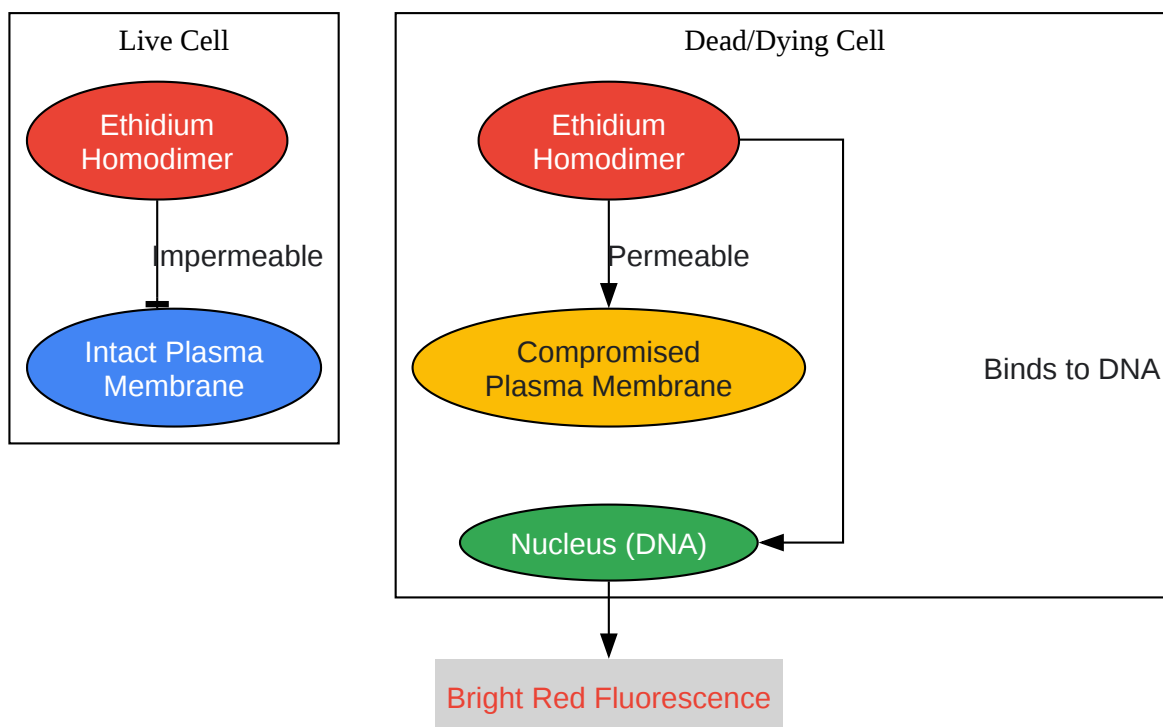 Live Cell
Ethidium
Homodimer
Impermeable
Intact Plasma
Membrane
Dead/Dying Cell
Ethidium
Homodimer
Permeable
Compromised
Plasma Membrane
Binds to DNA
Nucleus (DNA)
Bright Red Fluorescence